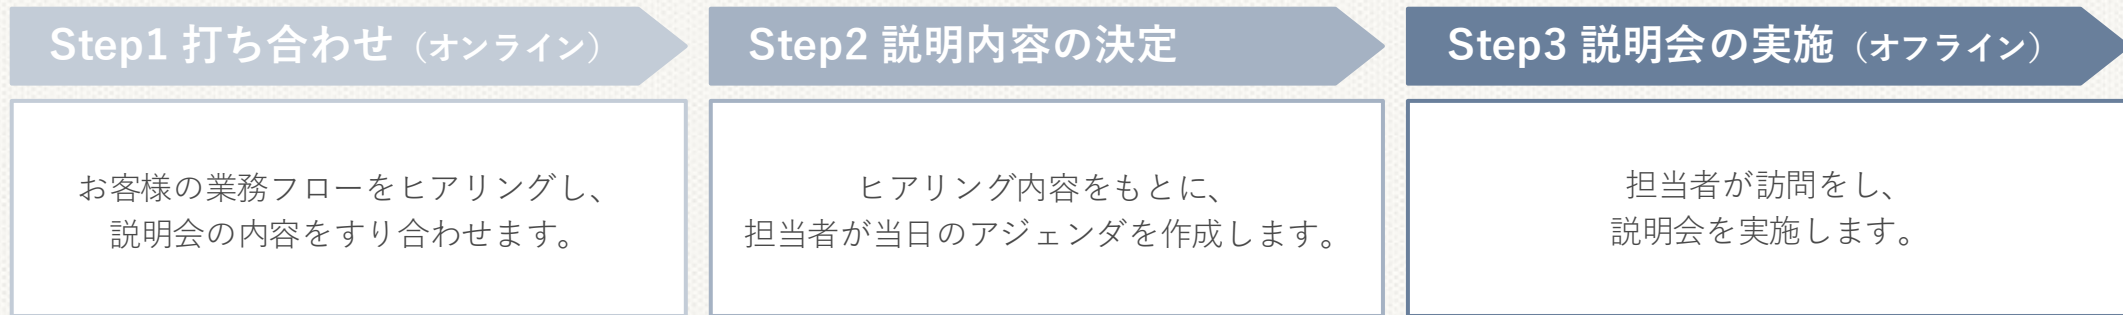 Step1 打ち合わせ（オンライン）
お客様の業務フローをヒアリングし、
説明会の内容をすり合わせます。
Step2 説明内容の決定
ヒアリング内容をもとに、
担当者が当日のアジェンダを作成します。
Step3 説明会の実施（オフライン）
担当者が訪問をし、
説明会を実施します。